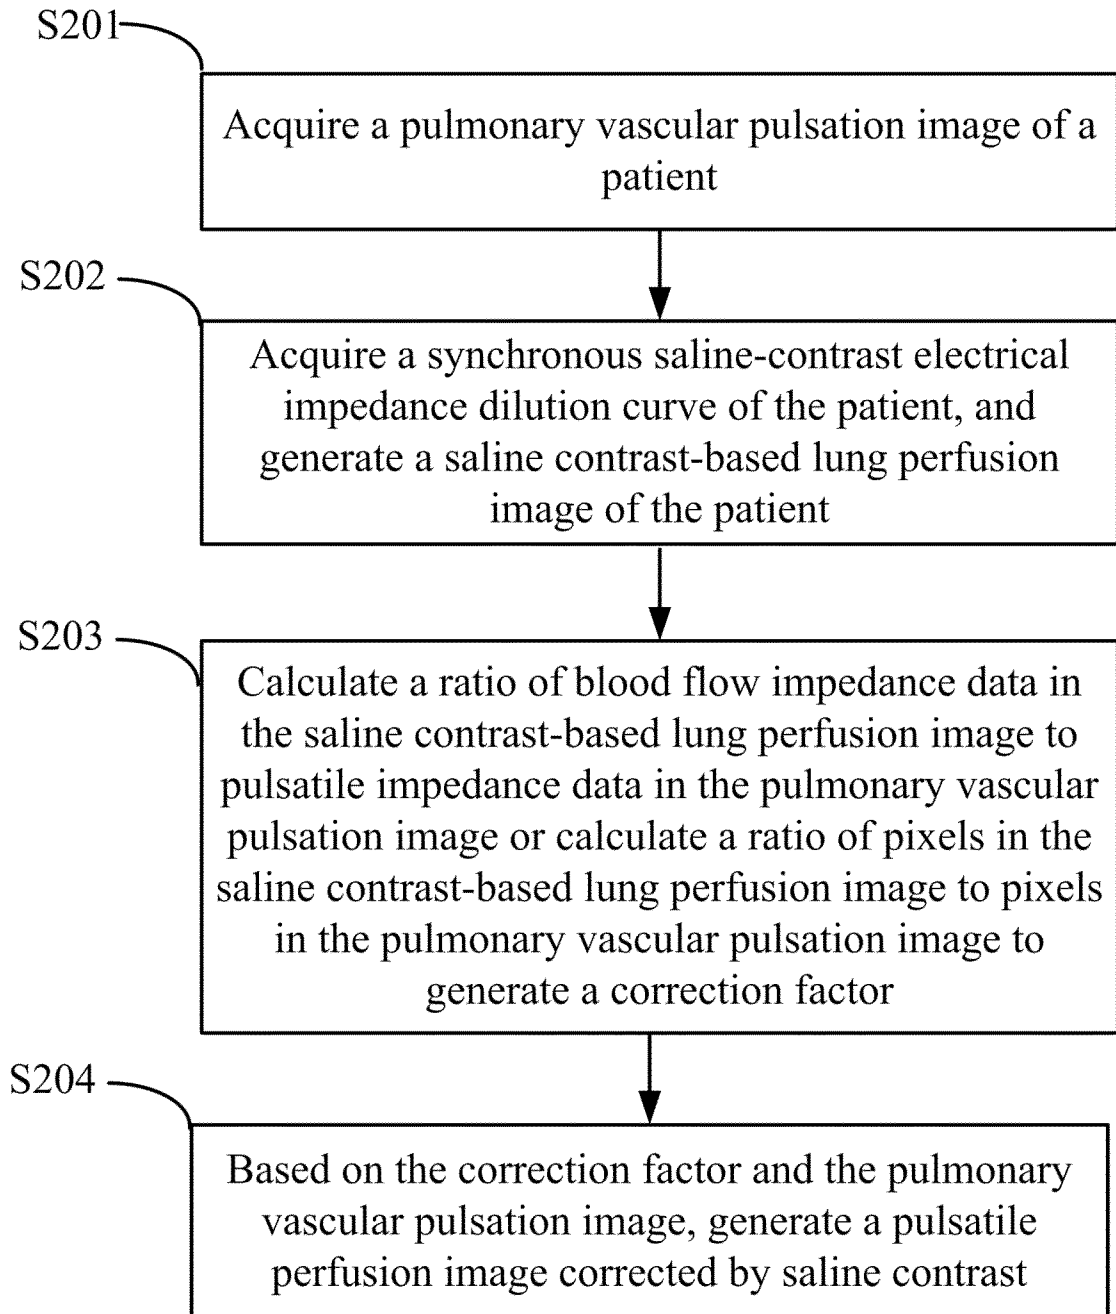 S201
Acquire a pulmonary vascular pulsation image of a
patient
S202
Acquire a synchronous saline-contrast electrical
impedance dilution curve of the patient, and
generate a saline contrast-based lung perfusion
image of the patient
S203
Calculate a ratio of blood flow impedance data in
the saline contrast-based lung perfusion image to
pulsatile impedance data in the pulmonary vascular
pulsation image or calculate a ratio of pixels in the
saline contrast-based lung perfusion image to pixels
in the pulmonary vascular pulsation image to
generate a correction factor
S204
Based on the correction factor and the pulmonary
vascular pulsation image, generate a pulsatile
perfusion image corrected by saline contrast